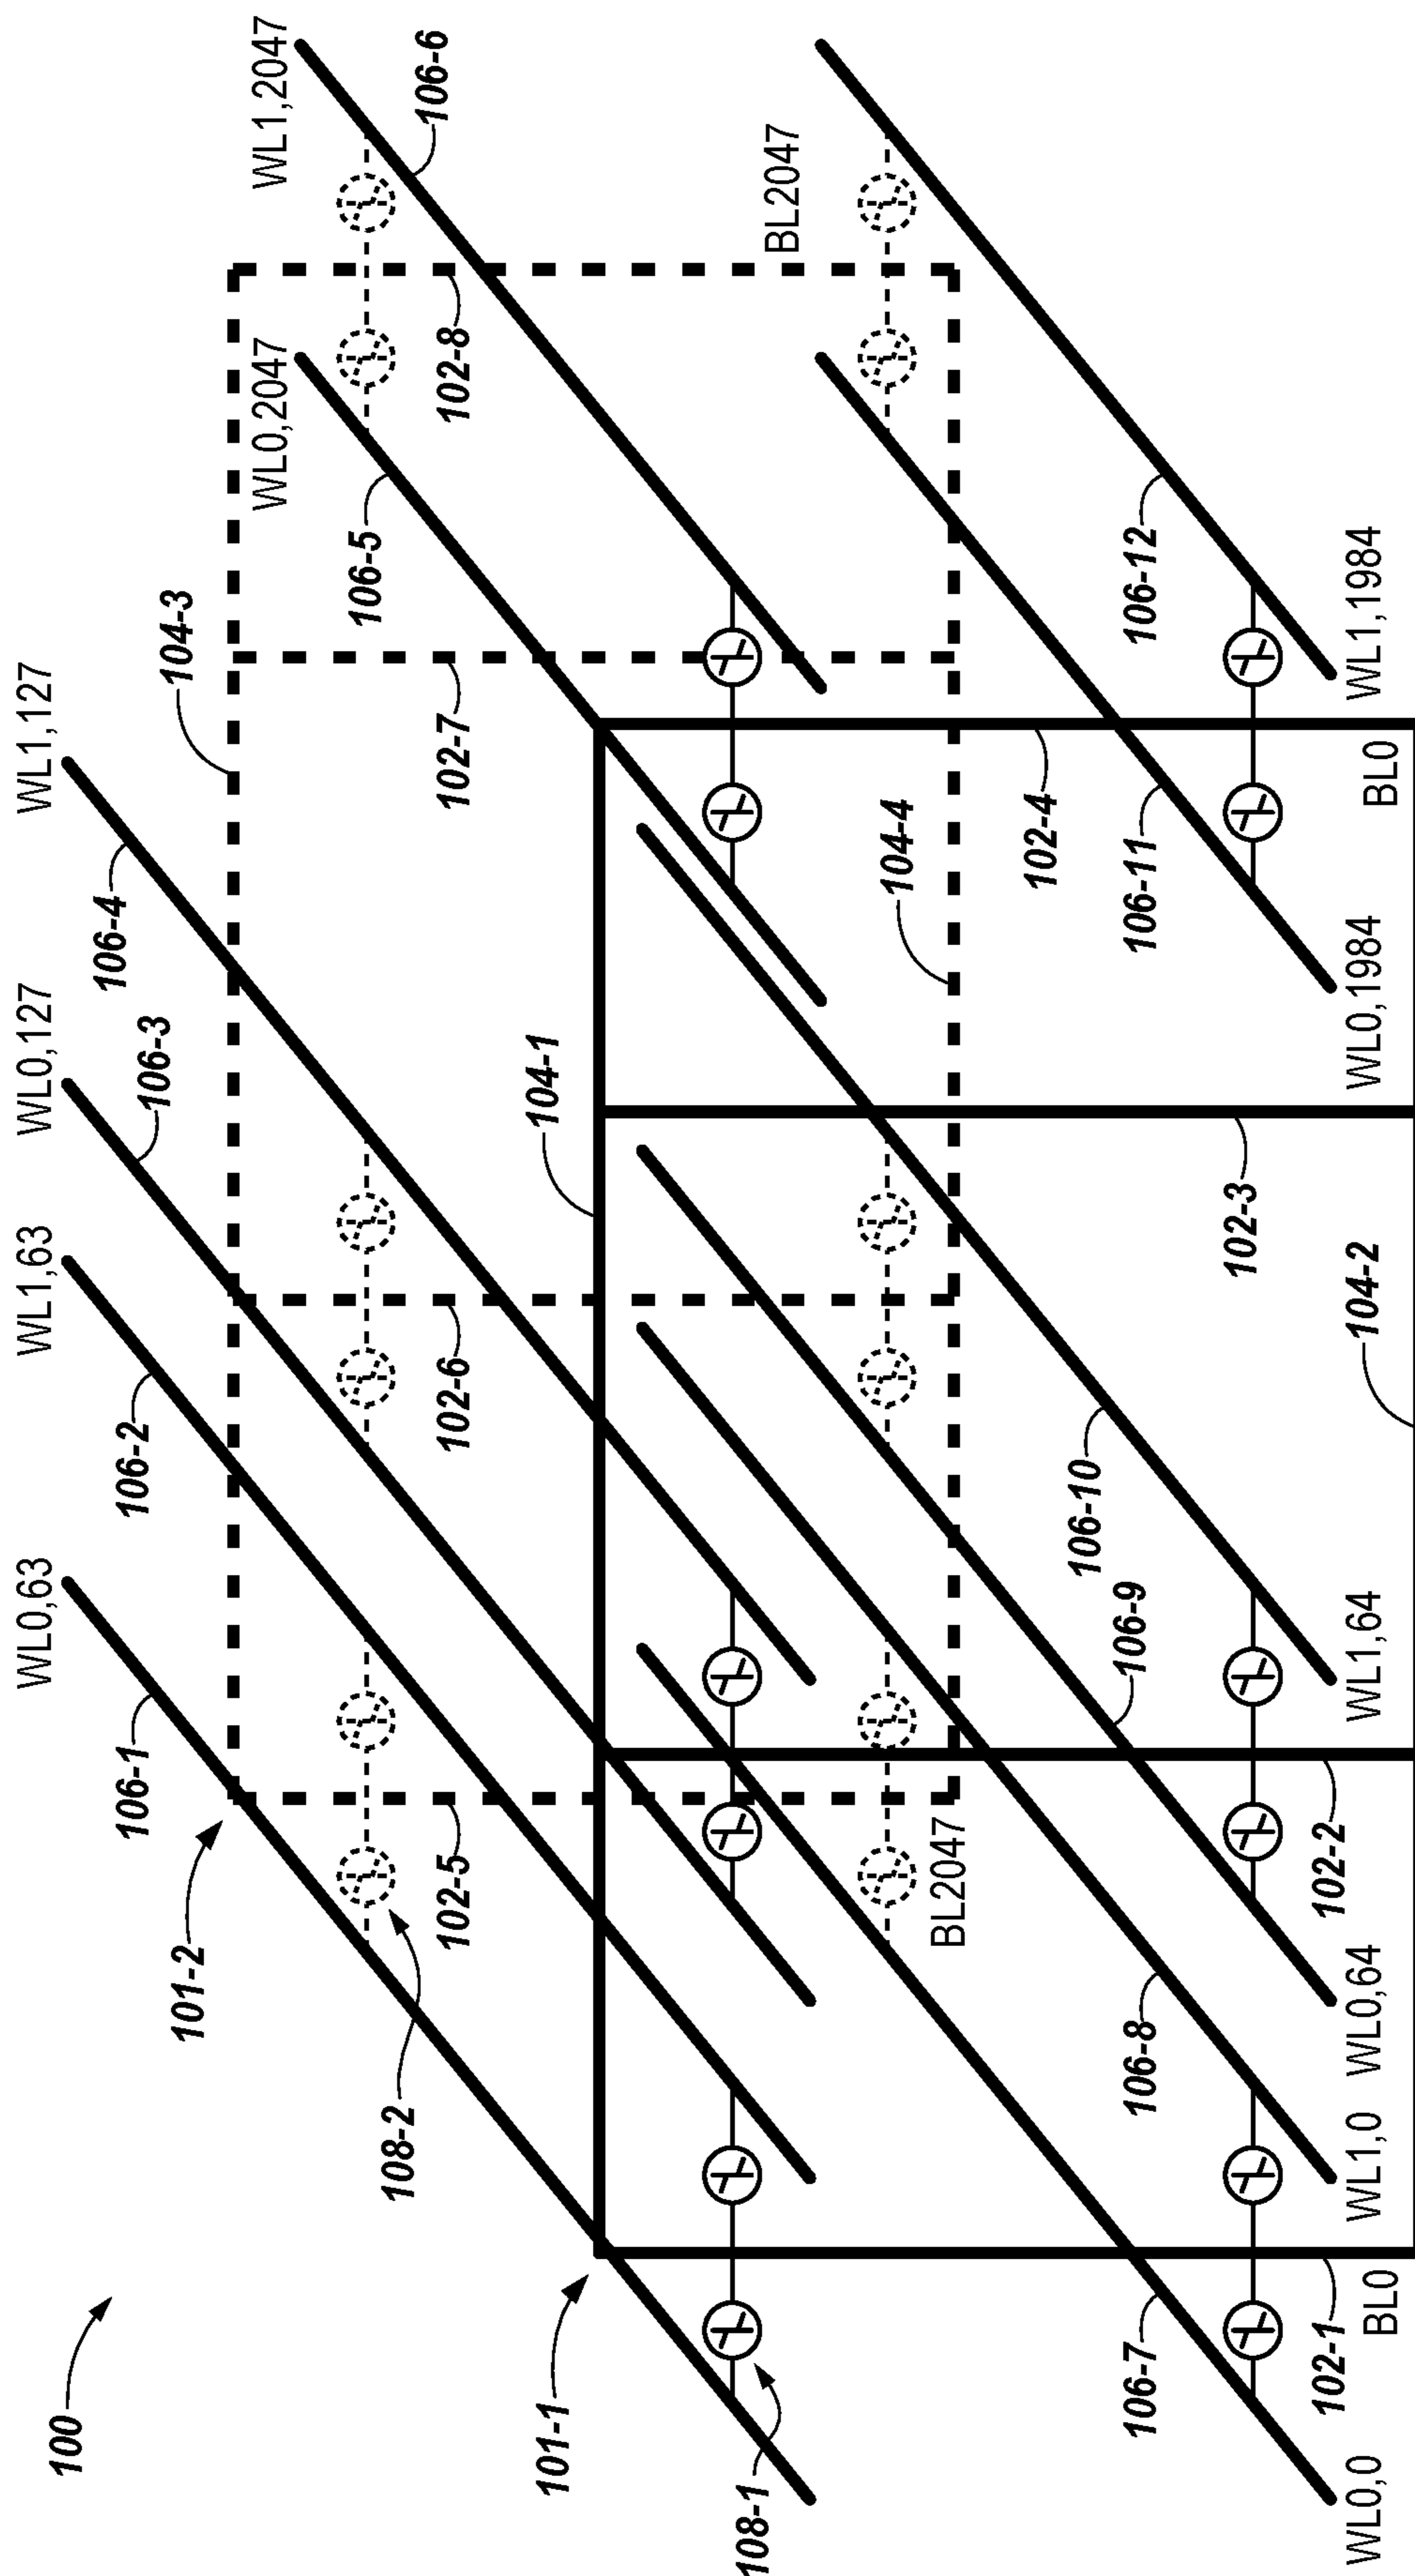 100
WL0,63
WL1,63
WL0,127
WL1,127
106-1
106-2
106-3
106-4
104-3
101-2
WL0,2047
WL1,2047
106-5
106-6
108-2
102-5
102-6
102-7
102-8
101-1
104-1
108-1
BL2047
BL2047
104-4
102-4
106-7
106-8
106-9
106-10
106-11
106-12
102-1
102-2
102-3
WL0,0
WL1,0
WL0,64
WL1,64
WL0,1984
WL1,1984
BL0
104-2
BL0